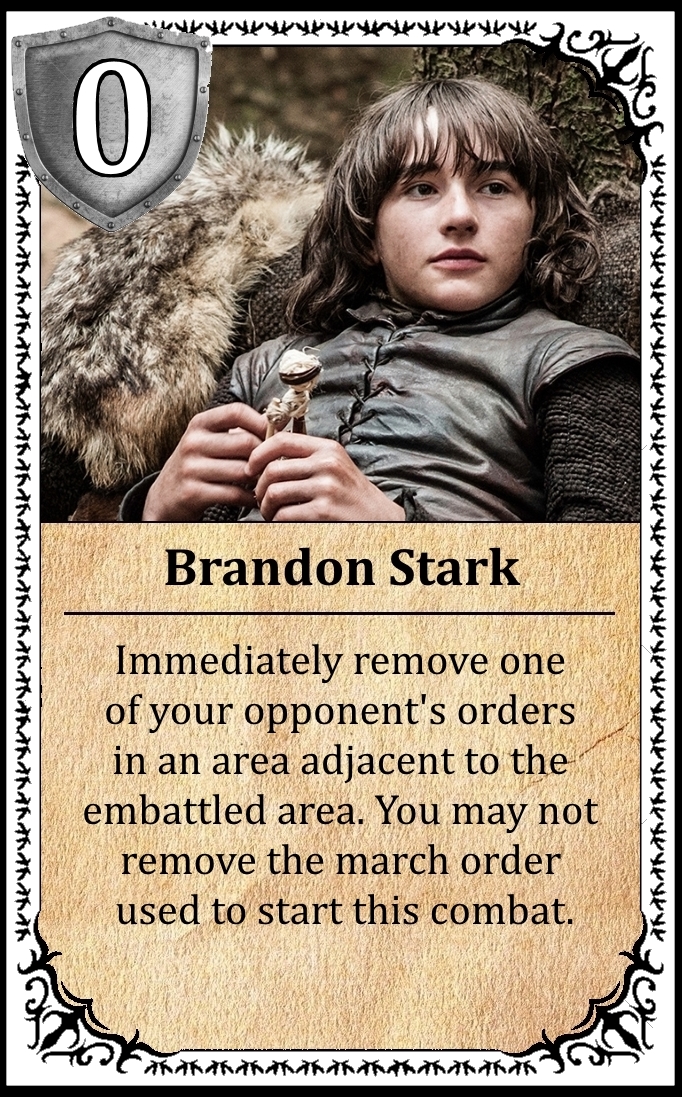 0
Brandon Stark
Immediately remove one
of your opponent's orders
in an area adjacent to the
embattled area. You may not
remove the march order
used to start this combat.